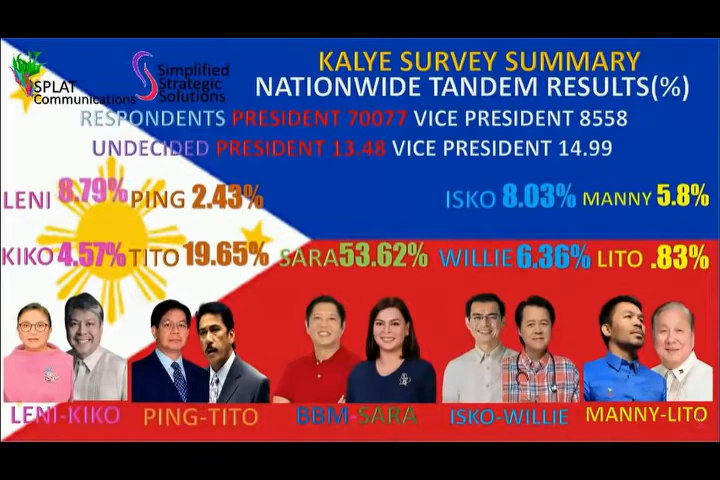 SPLAT
Communications
Simplified
Strategic
Solutions
KALYE SURVEY SUMMARY
NATIONWIDE TANDEM RESULTS(%)
RESPONDENTS PRESIDENT 70077 VICE PRESIDENT 8558
UNDECIDED PRESIDENT 13.48 VICE PRESIDENT 14.99
LENI 8.79% PING 2.43% ISKO 8.03% MANNY 5.8%
KIKO 4.57% TITO 19.65% SARA 53.62% WILLIE 6.36% LITO .83%
LENI-KIKO PING-TITO BBM-SARA ISKO-WILLIE MANNY-LITO